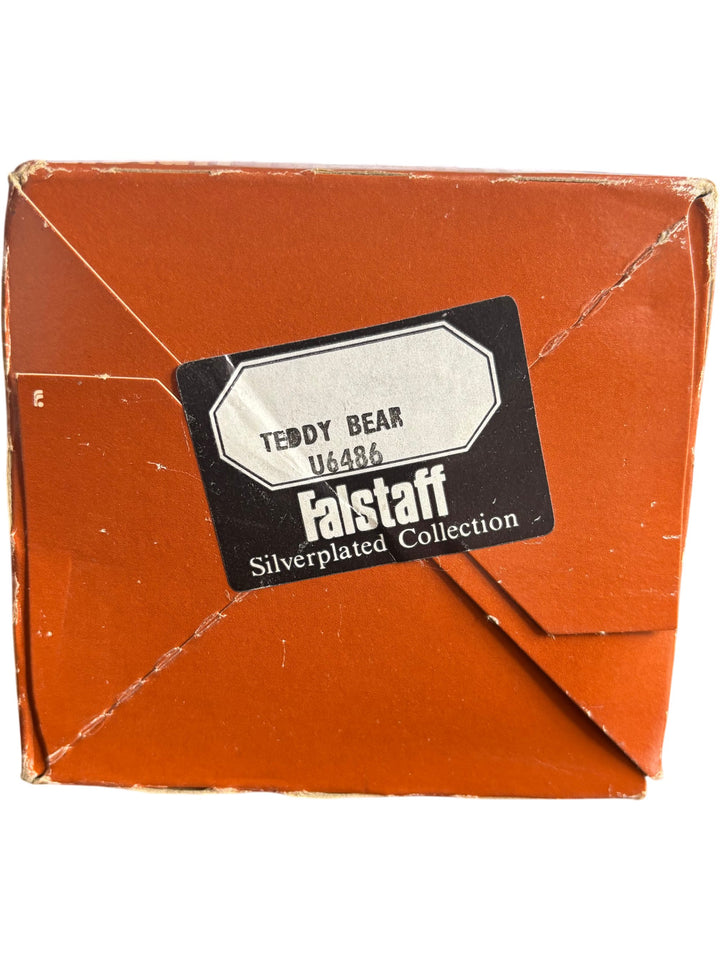 TEDDY BEAR
U6486
Falstaff
Silverplated Collection